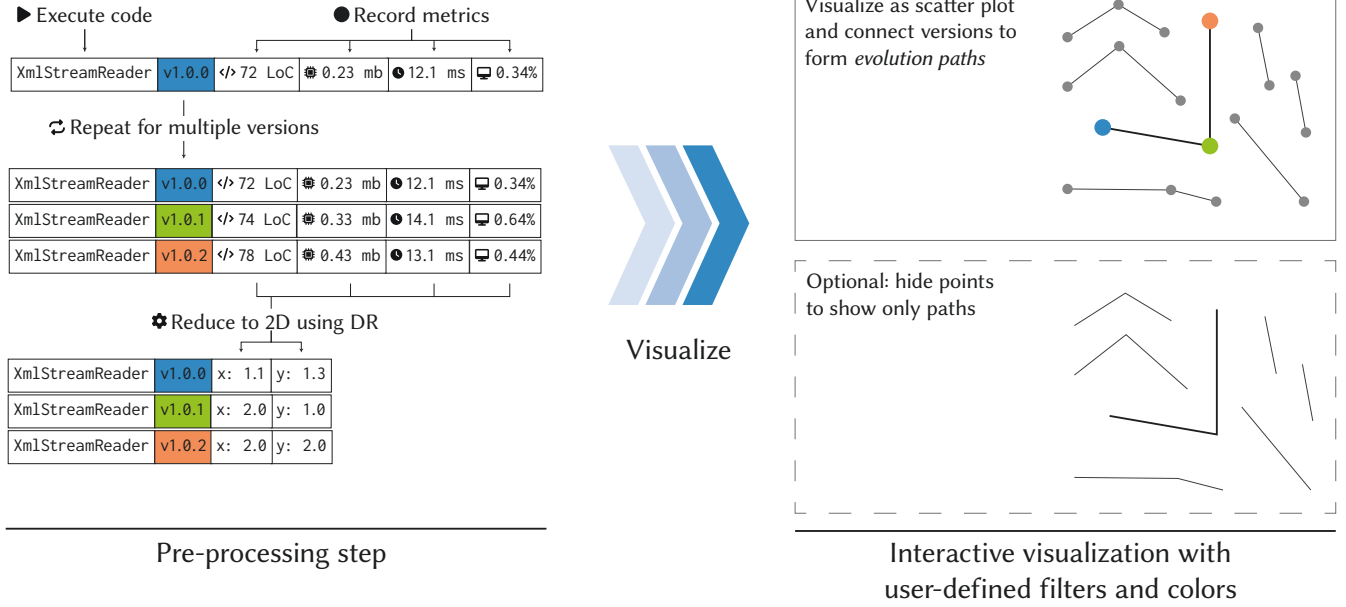 Execute code
Record metrics
XmlStreamReader v1.0.0 </> 72 LoC 0.23 mb 12.1 ms 0.34%
Repeat for multiple versions
XmlStreamReader v1.0.0 </> 72 LoC 0.23 mb 12.1 ms 0.34%
XmlStreamReader v1.0.1 </> 74 LoC 0.33 mb 14.1 ms 0.64%
XmlStreamReader v1.0.2 </> 78 LoC 0.43 mb 13.1 ms 0.44%
Reduce to 2D using DR
XmlStreamReader v1.0.0 x: 1.1 y: 1.3
XmlStreamReader v1.0.1 x: 2.0 y: 1.0
XmlStreamReader v1.0.2 x: 2.0 y: 2.0
Pre-processing step
Visualize
Visualize as scatter plot
and connect versions to
form evolution paths
Optional: hide points
to show only paths
Interactive visualization with
user-defined filters and colors